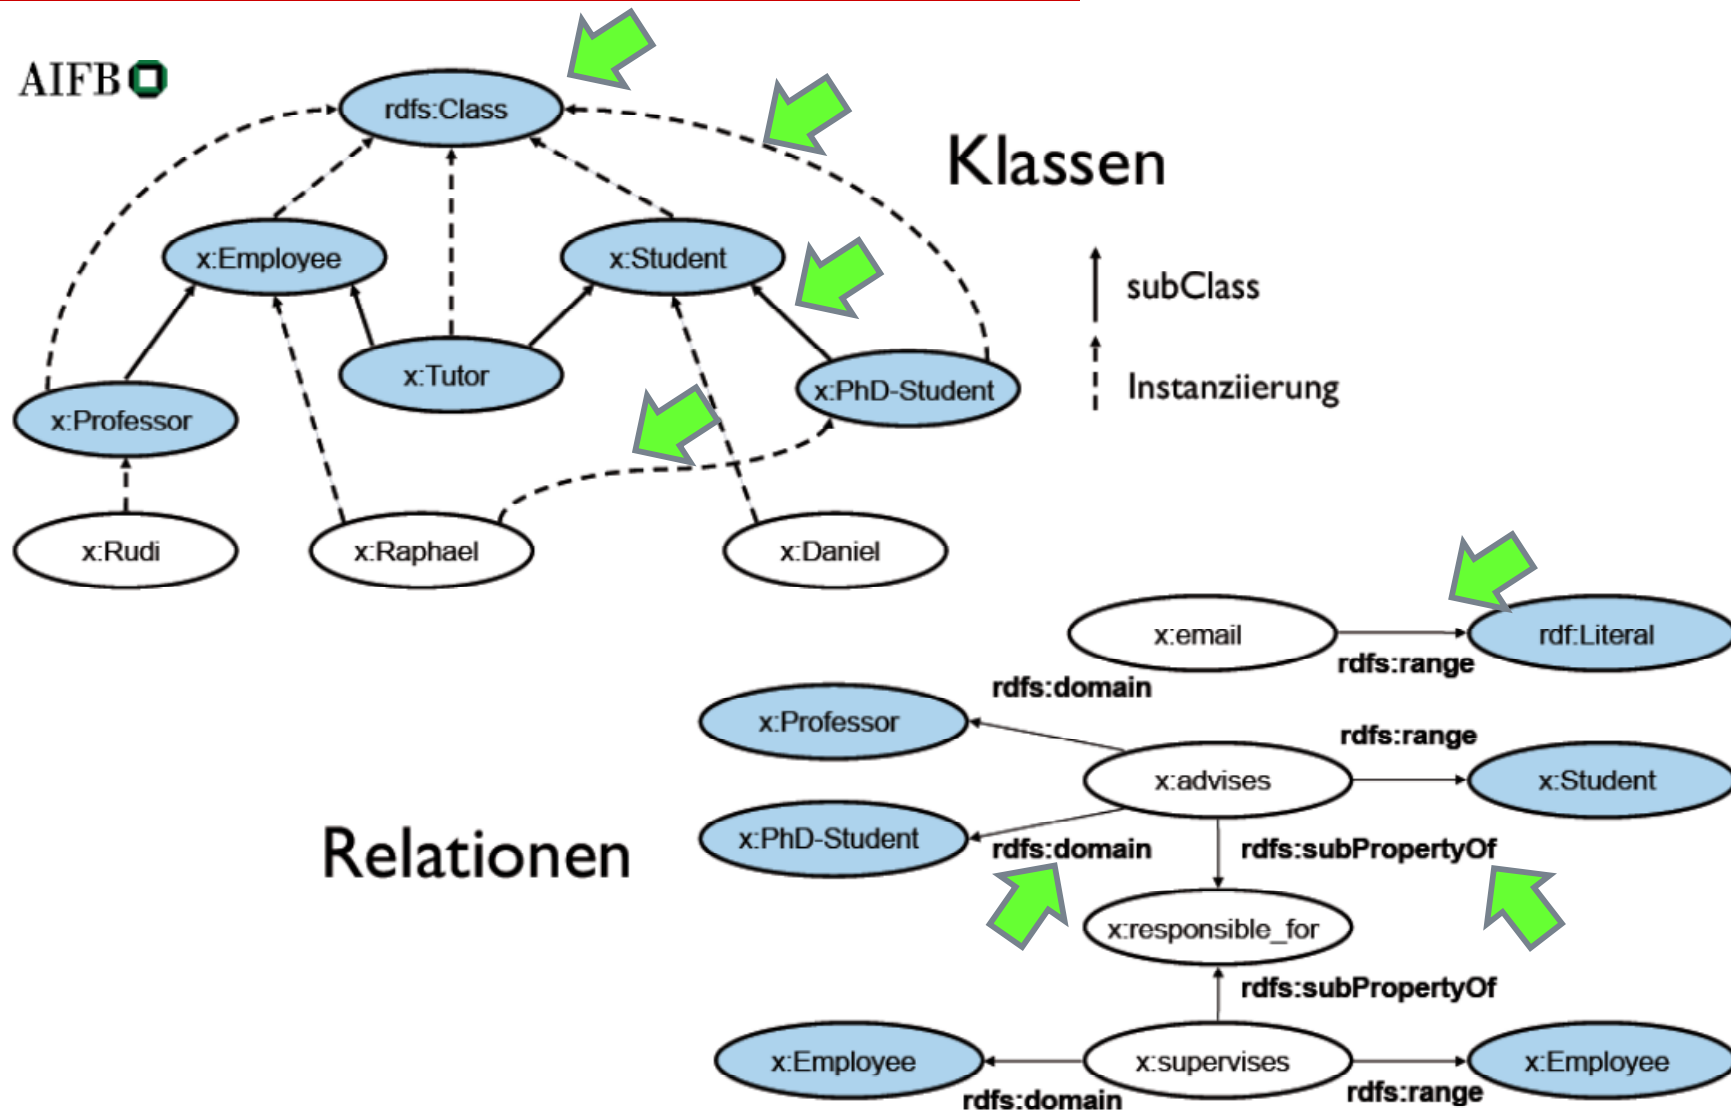 AIFB
rdfs:Class
Klassen
x:Employee
x:Student
subClass
x:Tutor
x:PhD-Student
Instanziierung
x:Professor
x:Rudi
x:Raphael
x:Daniel
x:email
rdfs:range
rdf:Literal
rdfs:domain
x:Professor
rdfs:range
x:advises
x:Student
Relationen
x:PhD-Student
rdfs:domain
rdfs:subPropertyOf
x:responsible_for
rdfs:subPropertyOf
x:Employee
x:supervises
x:Employee
rdfs:domain
rdfs:range